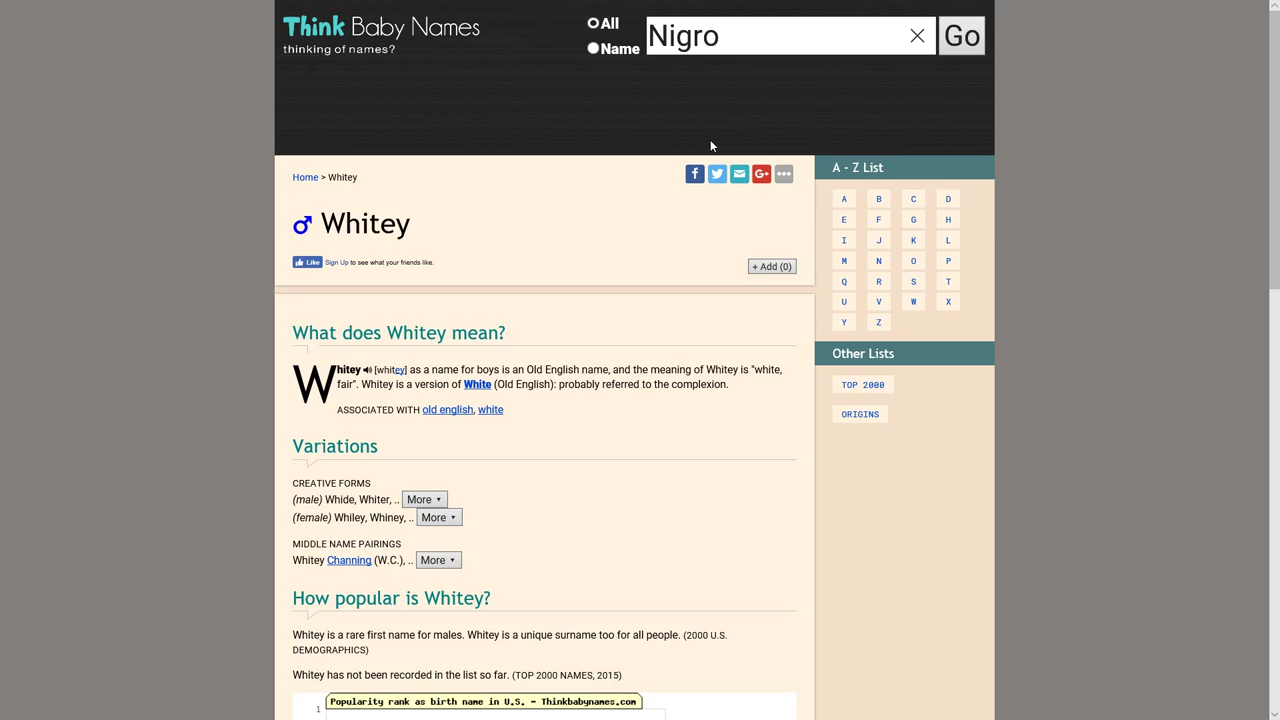 Think Baby Names
thinking of names?
All
Name
Nigro
Go
Home > Whitey
Whitey
Like Sign Up to see what your friends like.
+ Add (0)
What does Whitey mean?
Whitey [whitey] as a name for boys is an Old English name, and the meaning of Whitey is "white,
fair". Whitey is a version of White (Old English): probably referred to the complexion.
ASSOCIATED WITH old english, white
Variations
CREATIVE FORMS
(male) Whide, Whiter, .. More ▼
(female) Whiley, Whiney, .. More ▼
MIDDLE NAME PAIRINGS
Whitey Channing (W.C.), .. More ▼
How popular is Whitey?
Whitey is a rare first name for males. Whitey is a unique surname too for all people. (2000 U.S.
DEMOGRAPHICS)
Whitey has not been recorded in the list so far. (TOP 2000 NAMES, 2015)
Popularity rank as birth name in U.S. - Thinkbabynames.com
1
A - Z List
A B C D
E F G H
I J K L
M N O P
Q R S T
U V W X
Y Z
Other Lists
TOP 2000
ORIGINS